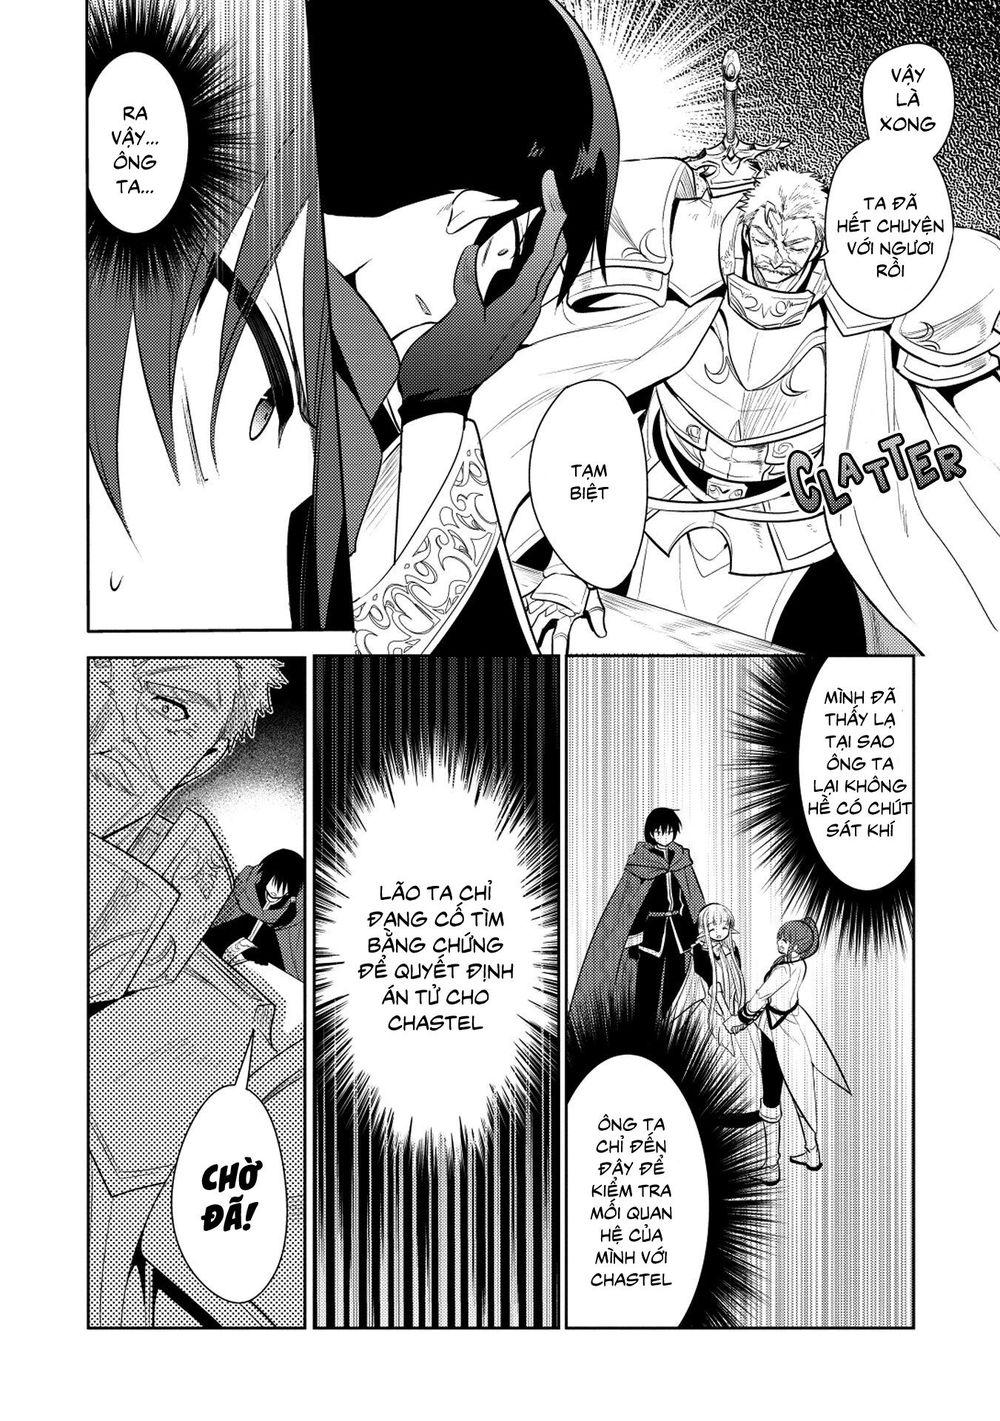 VẬY
LÀ
XONG
TA ĐÃ
HẾT CHUYỆN
VỚI NGƯƠI
RỒI
CLATTER
TẠM
BIỆT
RA
VẬY...
ÔNG
TA...
MÌNH ĐÃ
THẤY LẠ
TẠI SAO
ÔNG TA
LẠI KHÔNG
HỀ CÓ CHÚT
SÁT KHÍ
ÔNG TA
CHỈ ĐẾN
ĐÂY ĐỂ
KIỂM TRA
MỐI QUAN
HỆ CỦA
MÌNH VỚI
CHASTEL
LÃO TA CHỈ
ĐANG CỐ TÌM
BẰNG CHỨNG
ĐỂ QUYẾT ĐỊNH
ÁN TỬ CHO
CHASTEL
CHỜ
ĐÃ!